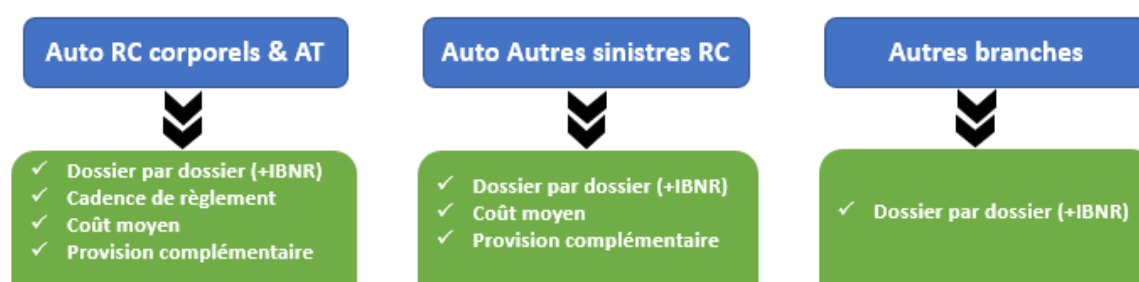 Auto RC corporels & AT
✓ Dossier par dossier (+IBNR)
✓ Cadence de règlement
✓ Coût moyen
✓ Provision complémentaire
Auto Autres sinistres RC
✓ Dossier par dossier (+IBNR)
✓ Coût moyen
✓ Provision complémentaire
Autres branches
✓ Dossier par dossier (+IBNR)